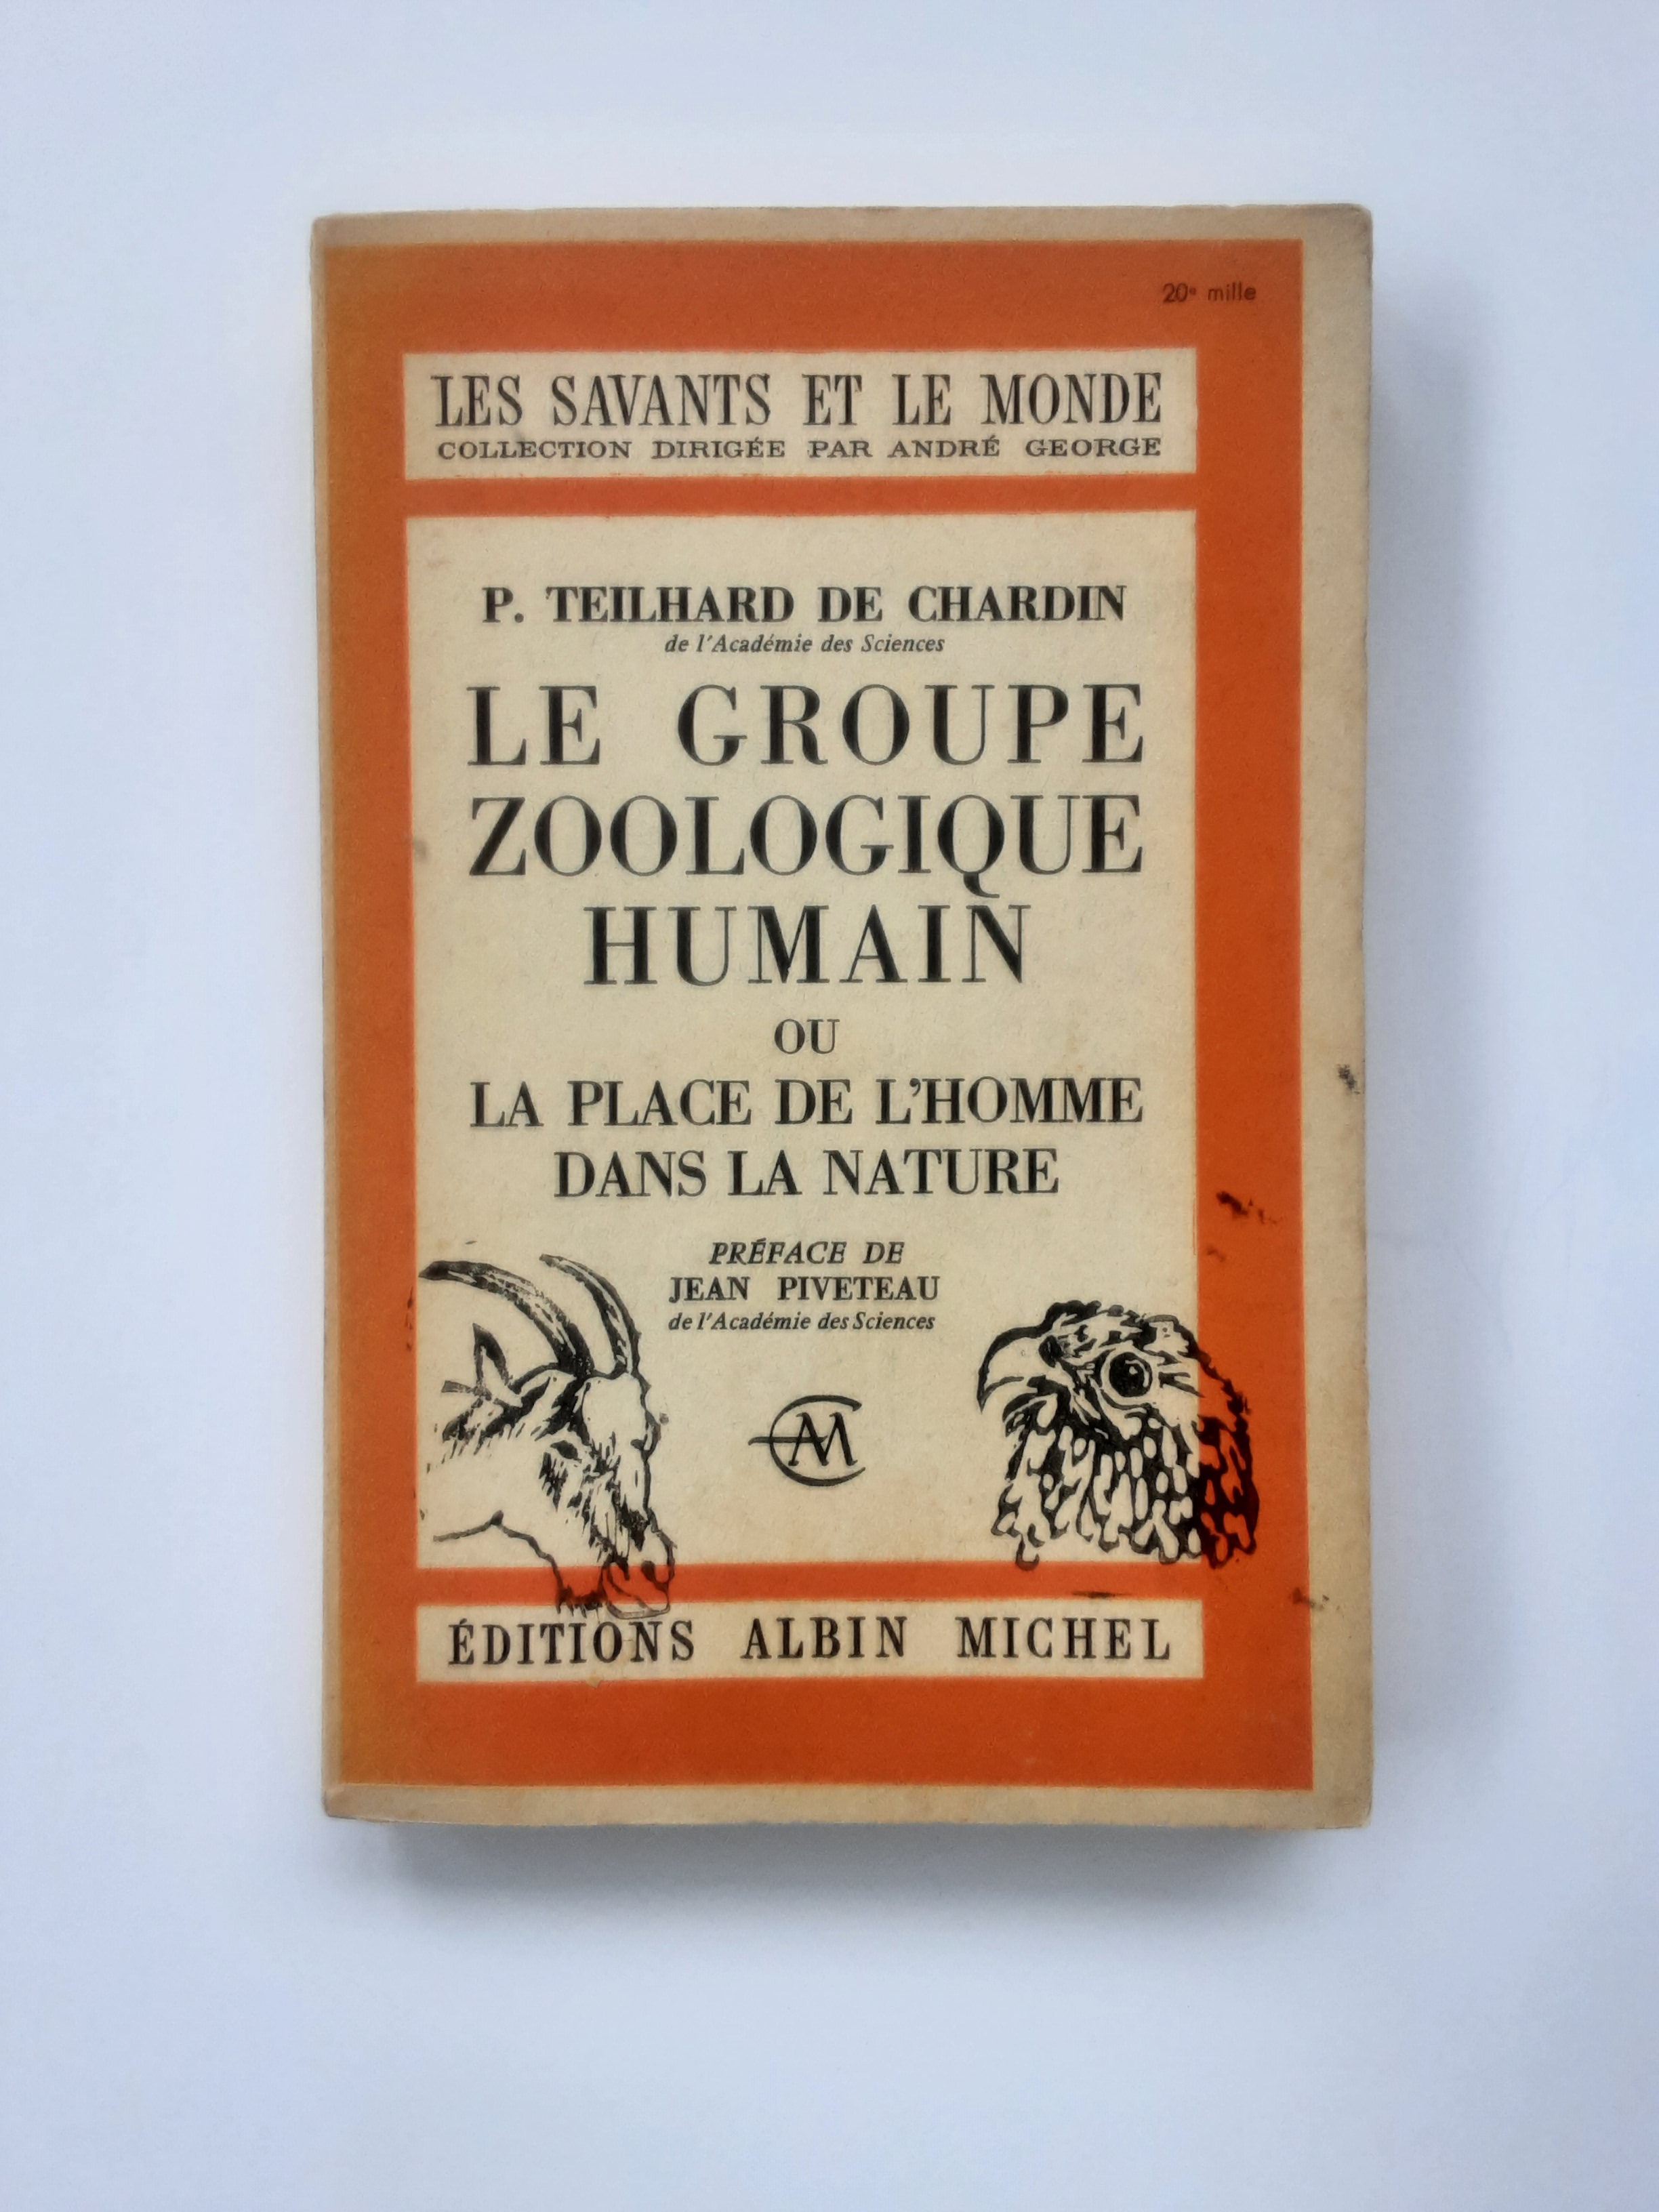 20e mille
LES SAVANTS ET LE MONDE
COLLECTION DIRIGÉE PAR ANDRÉ GEORGE
P. TEILHARD DE CHARDIN
de l'Académie des Sciences
LE GROUPE
ZOOLOGIQUE
HUMAIN
OU
LA PLACE DE L'HOMME
DANS LA NATURE
PRÉFACE DE
JEAN PIVETEAU
de l'Académie des Sciences
AM
ÉDITIONS ALBIN MICHEL